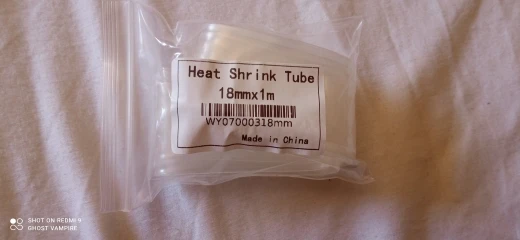 Heat Shrink Tube
18mmx1m
WY07000318mm
Made in China
SHOT ON REDMI 9
GHOST VAMPIRE